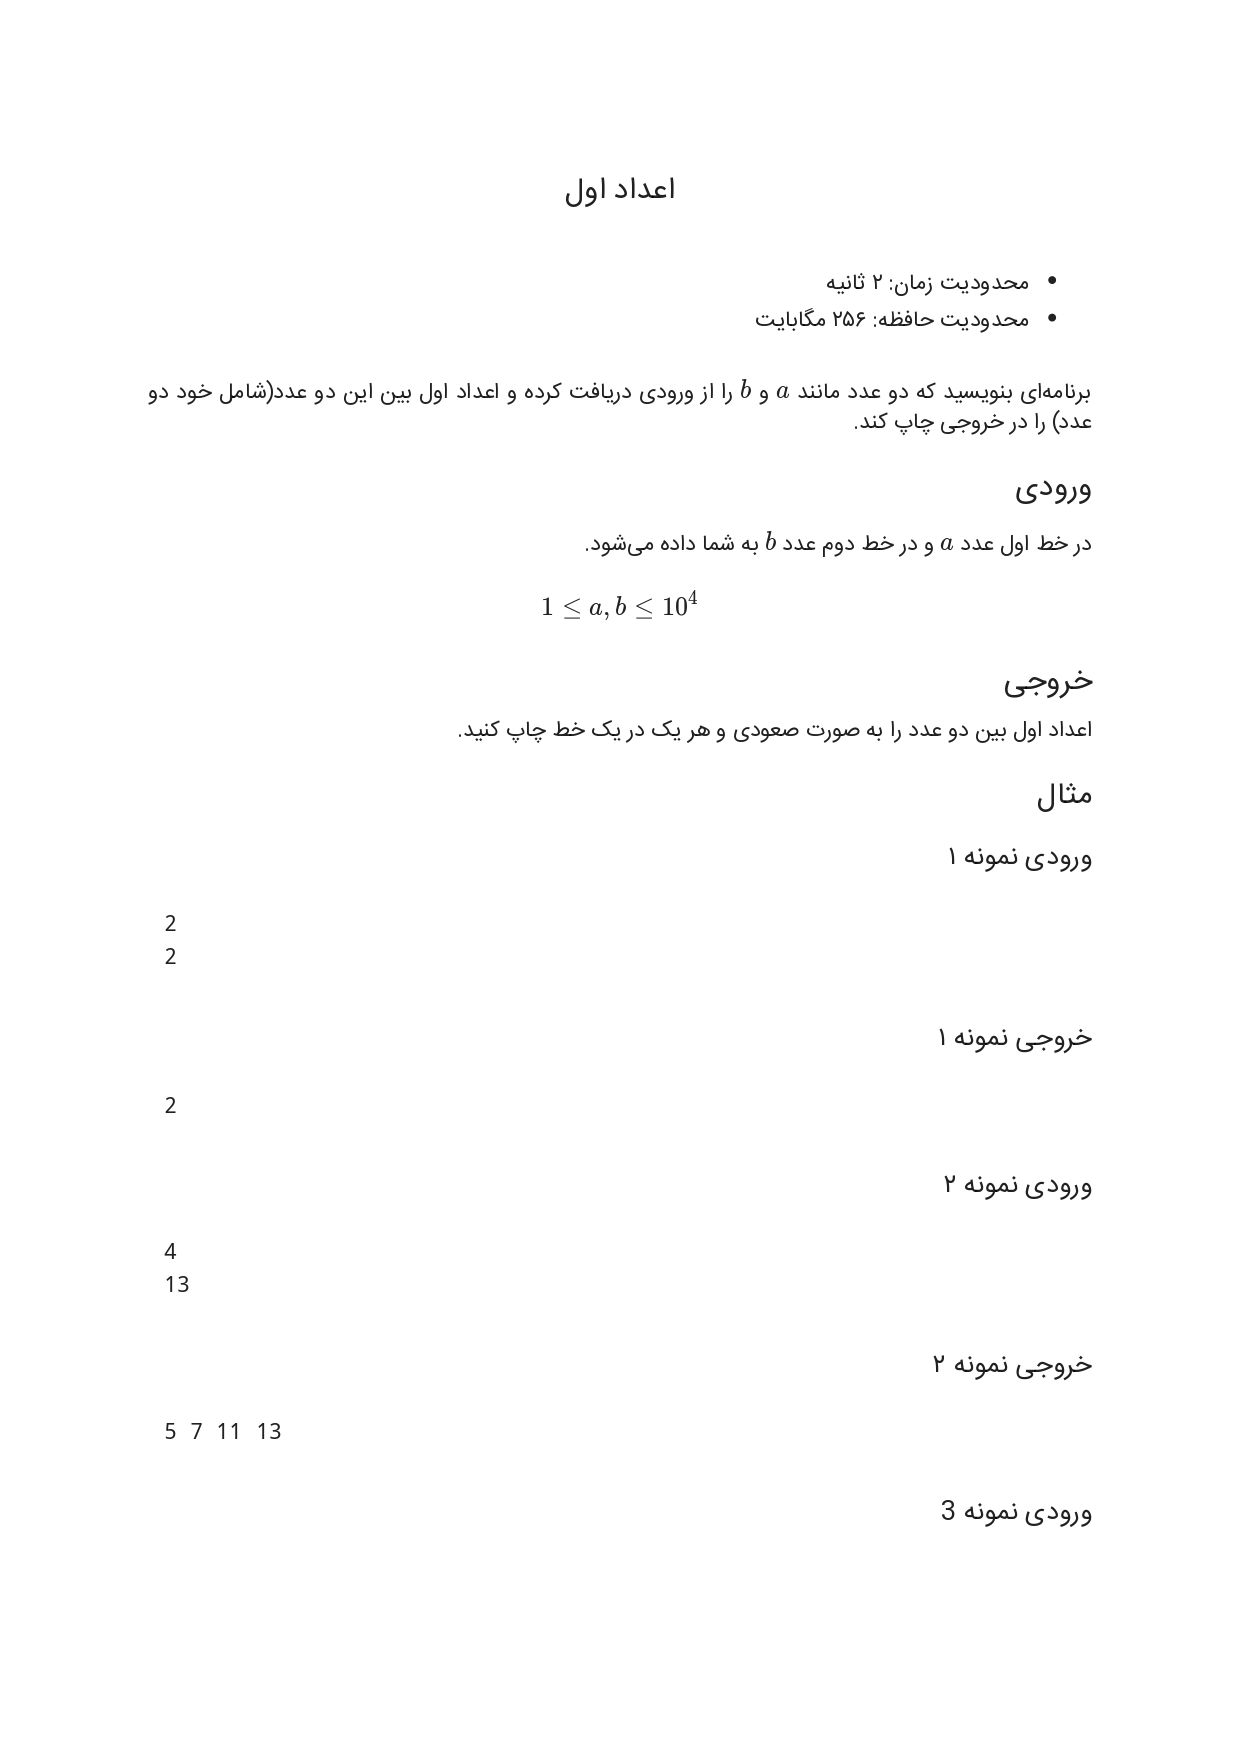 اعداد اول
• محدودیت زمان: ۲ ثانیه
• محدودیت حافظه: ۲۵۶ مگابایت
برنامه‌ای بنویسید که دو عدد مانند a و b را از ورودی دریافت کرده و اعداد اول بین این دو عدد(شامل خود دو
عدد) را در خروجی چاپ کند.
ورودی
در خط اول عدد a و در خط دوم عدد b به شما داده می‌شود.
1 ≤ a, b ≤ 10⁴
خروجی
اعداد اول بین دو عدد را به صورت صعودی و هر یک در یک خط چاپ کنید.
مثال
ورودی نمونه ۱
2
2
خروجی نمونه ۱
2
ورودی نمونه ۲
4
13
خروجی نمونه ۲
5 7 11 13
ورودی نمونه 3